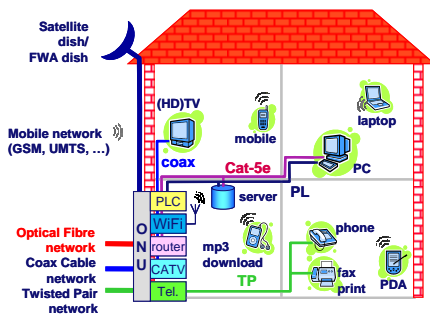 Satellite
dish/
FWA dish
(HD)TV
mobile
laptop
Mobile network
(GSM, UMTS, ...)
coax
Cat-5e
PC
PL
server
PLC
WiFi
router
CATV
Tel.
ONU
Optical Fibre
network
Coax Cable
network
Twisted Pair
network
mp3
download
TP
phone
fax
print
PDA